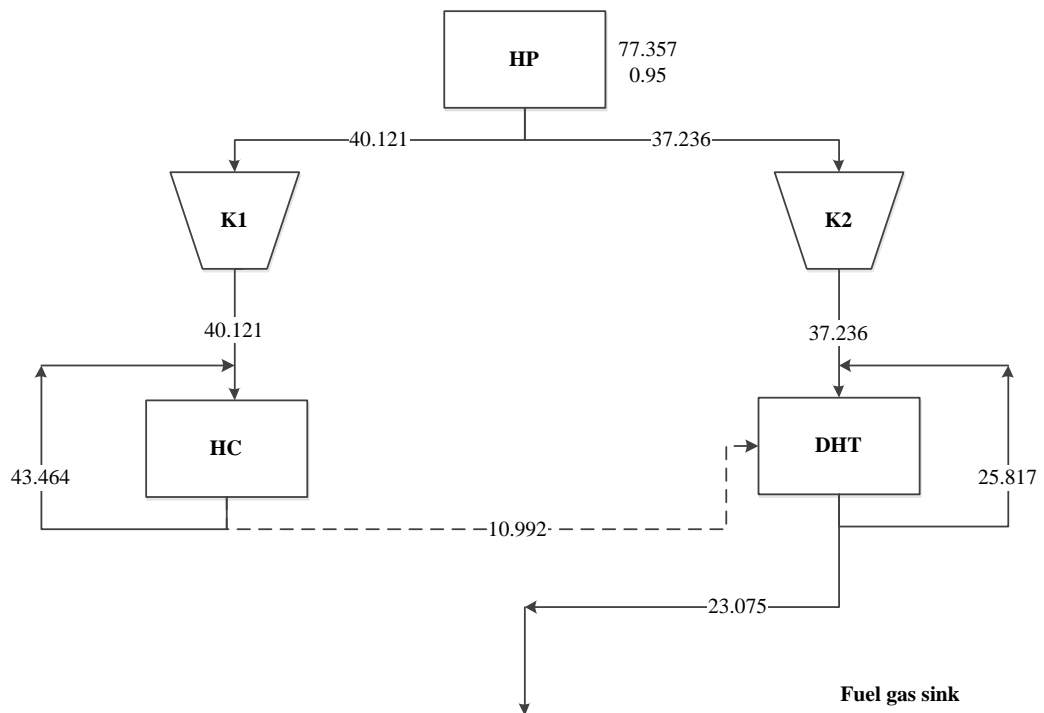 HP
77.357
0.95
40.121
37.236
K1
K2
40.121
37.236
HC
DHT
43.464
25.817
10.992
23.075
Fuel gas sink